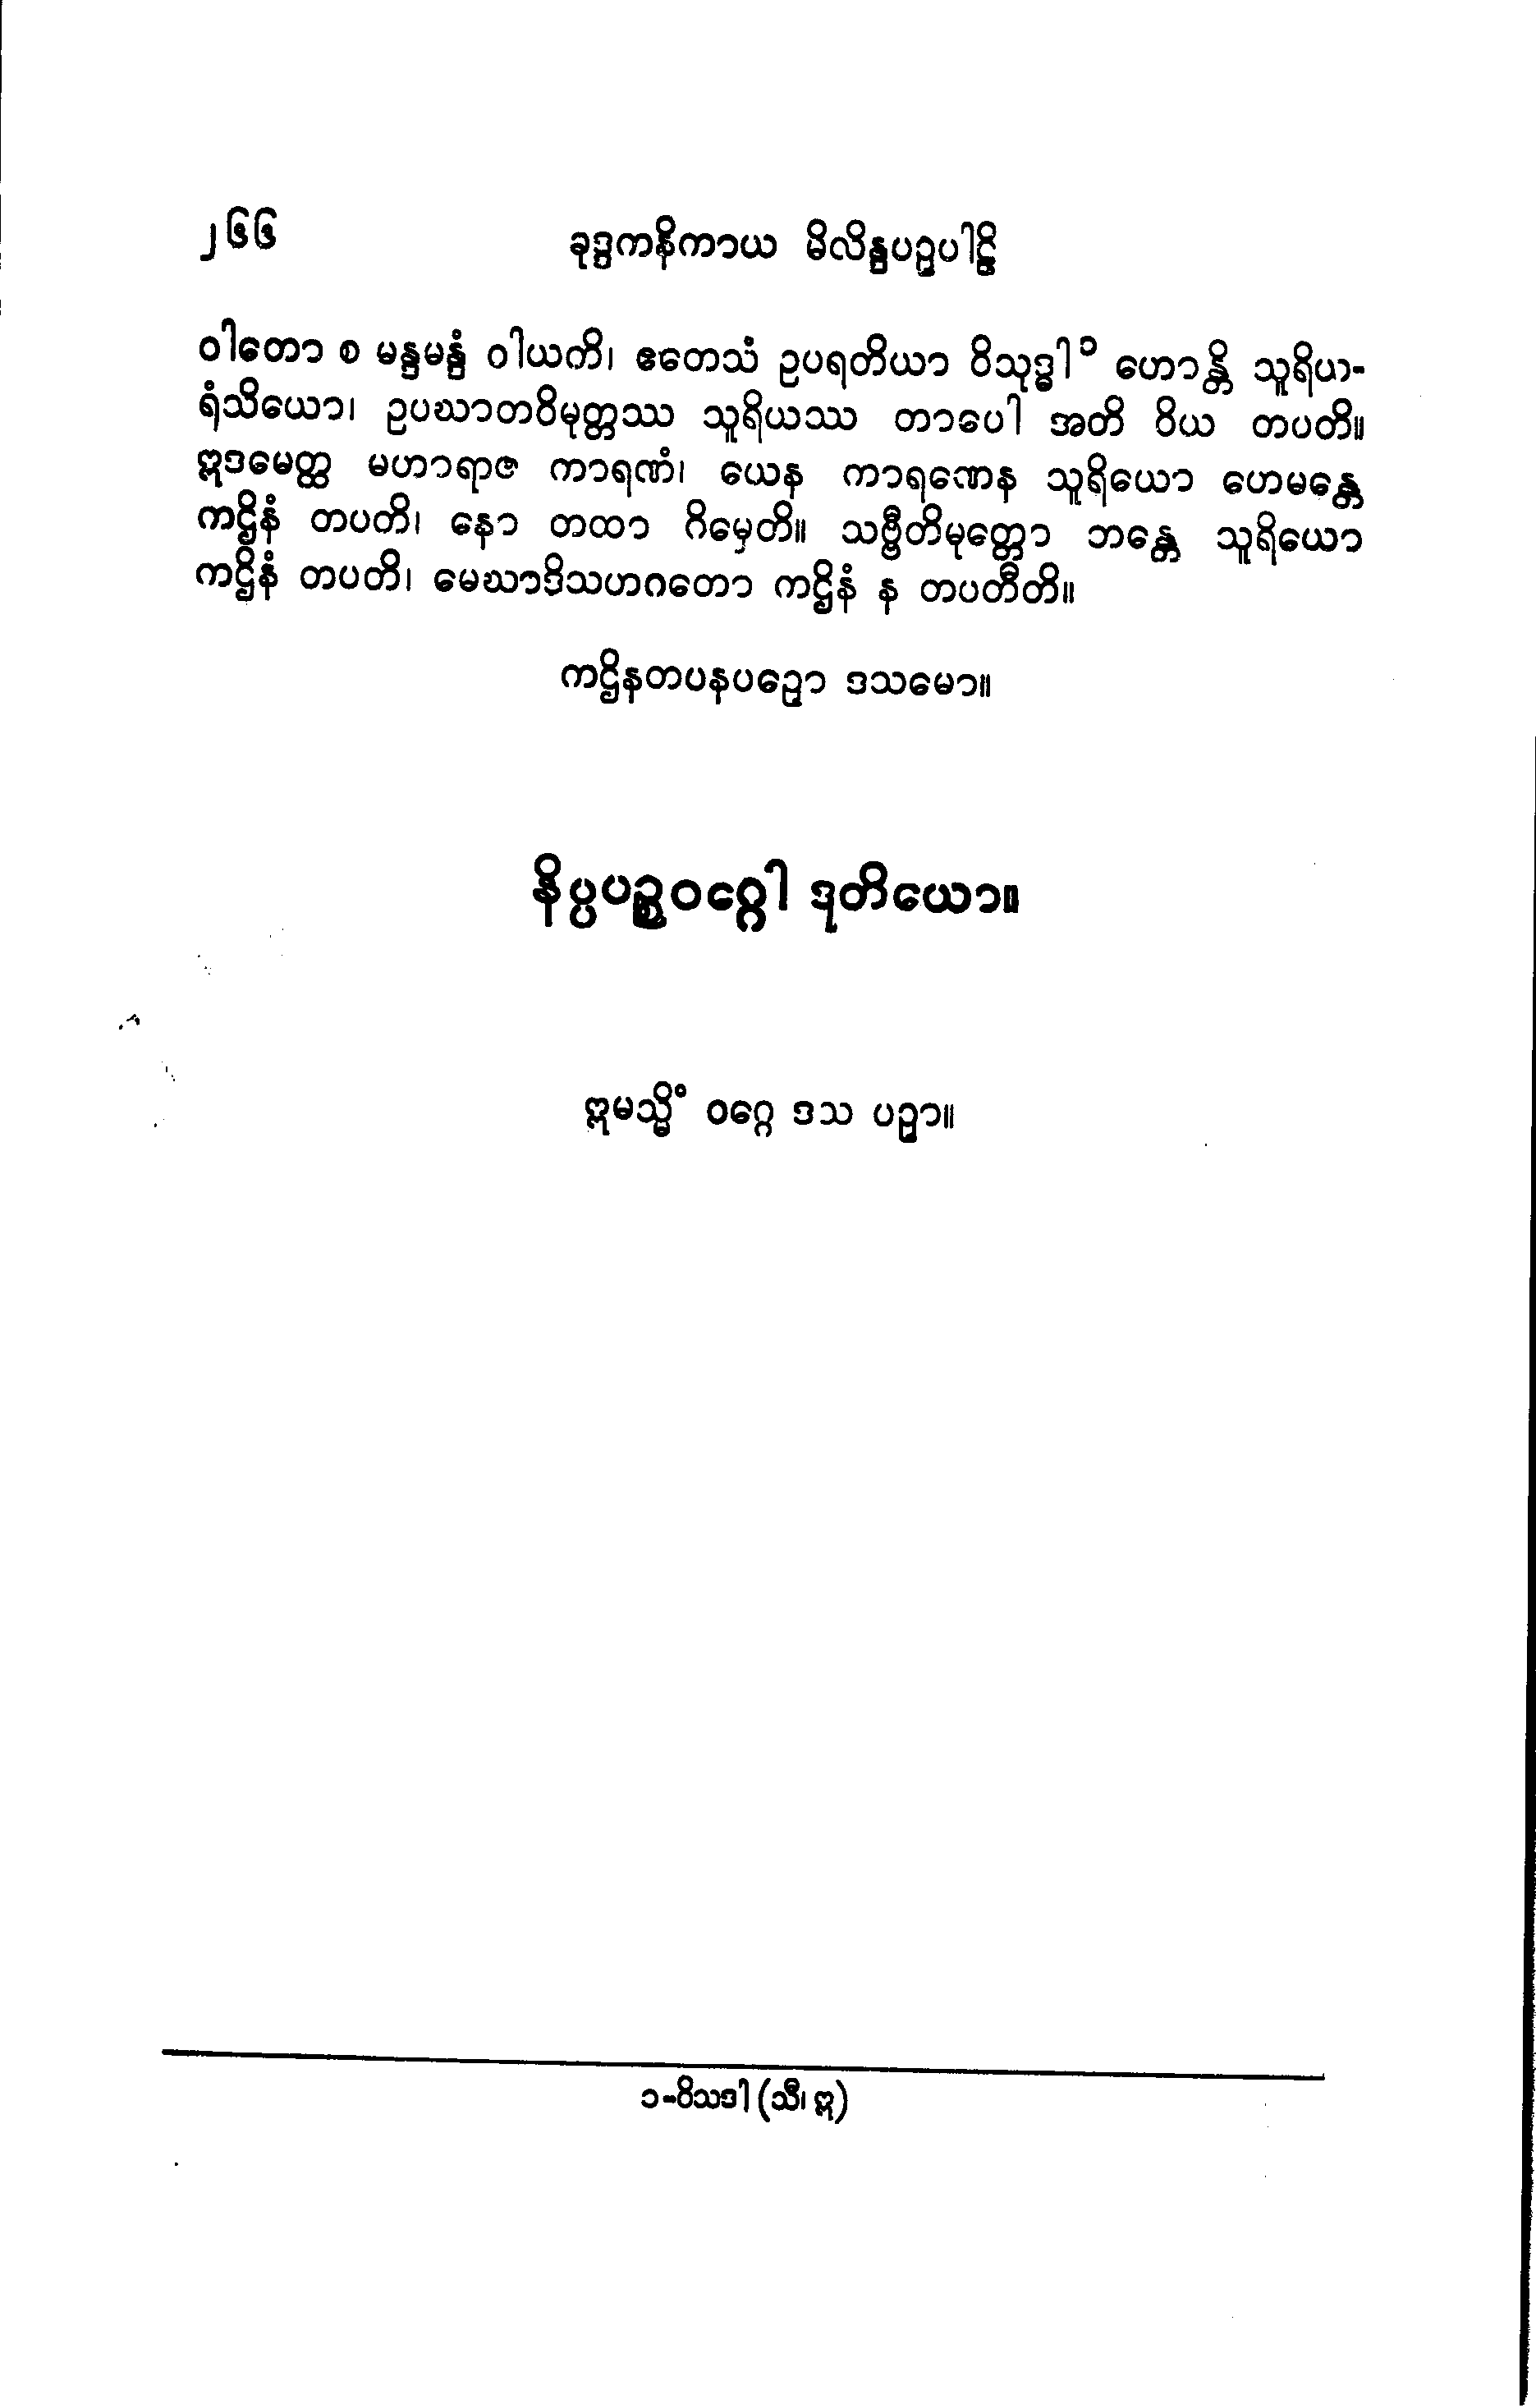 ၂၆၆ ခုဒ္ဒကနိကာယ မိလိန္ဒပဉှပါဠိ
ဝါတော စ မန္ဒမန္ဒံ ဝါယကိ၊ ဧတေသံ ဥပရတိယာ ဝိသုဒ္ဓါ ၁ ဟောန္တိ သူရိယ-
ရံသိယော၊ ဥပဃာတဝိမုတ္တဿ သူရိယဿ တာပေါ အတိ ဝိယ တပတိ။
ဣဒမေတ္ထ မဟာရာဇ ကာရဏံ၊ ယေန ကာရဏေန သူရိယော ဟေမန္တေ
ကဌိနံ တပတိ၊ နော တထာ ဂိမှေတိ။ သဗ္ဗီတိမုတ္တော ဘန္တေ သူရိယော
ကဌိနံ တပတိ၊ မေဃာဒိသဟဂတော ကဌိနံ န တပတီတိ။
ကဌိနတပနပဉှော ဒသမော။
နိပ္ပပဉ္စဝဂ္ဂေါ ဒုတိယော။
ဣမသ္မိံ ဝဂ္ဂေ ဒသ ပဉှာ။
၁-ဝိသဒါ (သီ၊ ဣ)